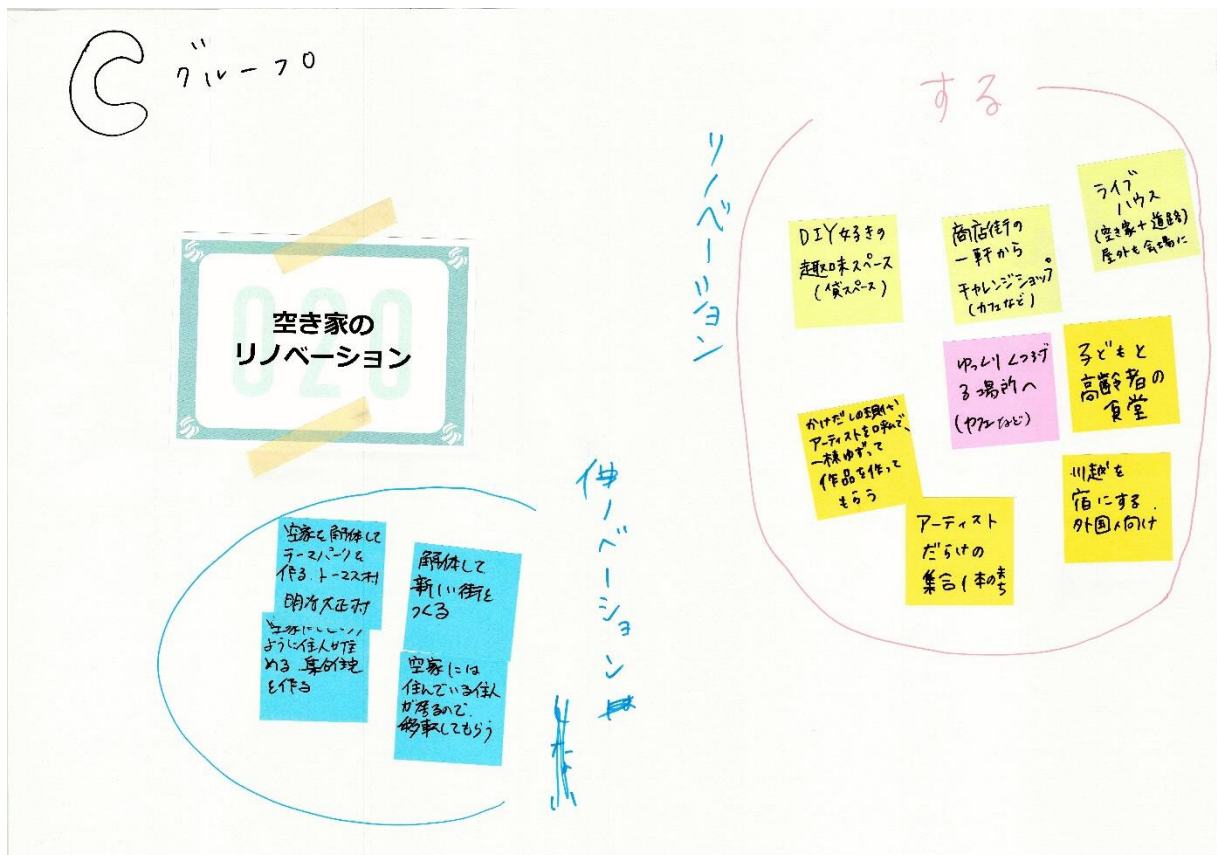 C グループ
020
空き家の
リノベーション
リノベーション
する
DIY好きの
趣味スペース
(貸スペース)
商店街の
一軒から
チャレンジショップ
(カフェなど)
ライブ
ハウス
(空き家+道路)
屋外も会場に
ゆっくりくつろげ
る場所へ
(カフェなど)
子どもと
高齢者の
食堂
かけだしの
アーティストを呼んで、
一棟ゆずって
作品を作って
もらう
アーティスト
だらけの
集合
川越を
宿にする
外国人向け
ノベーション
空家を解体して
テーマパークを
作る.トーマス村
明治大正村
解体して
新しい街を
つくる
ように住人が住
める 集合住宅
を作る
空家には
住んでいる住人
が居るので.
移転してもらう